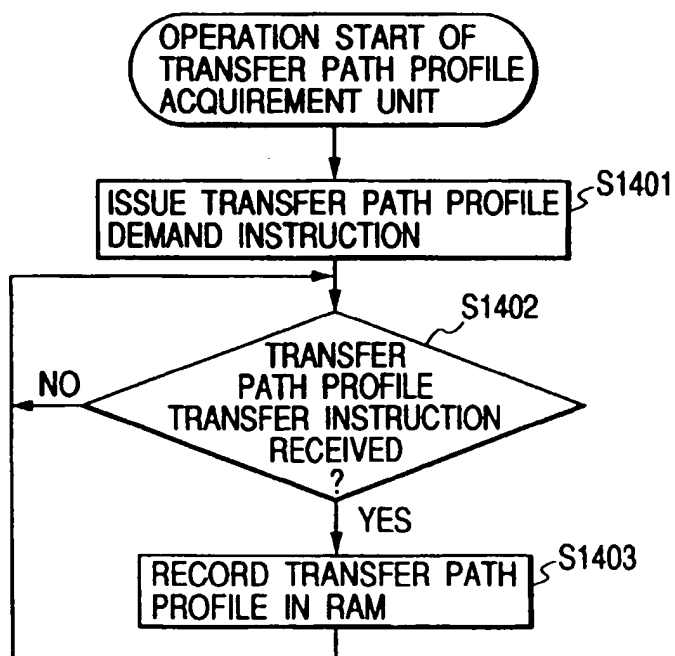 OPERATION START OF
TRANSFER PATH PROFILE
ACQUIREMENT UNIT
S1401
ISSUE TRANSFER PATH PROFILE
DEMAND INSTRUCTION
S1402
TRANSFER
PATH PROFILE
TRANSFER INSTRUCTION
RECEIVED
?
NO
YES
S1403
RECORD TRANSFER PATH
PROFILE IN RAM